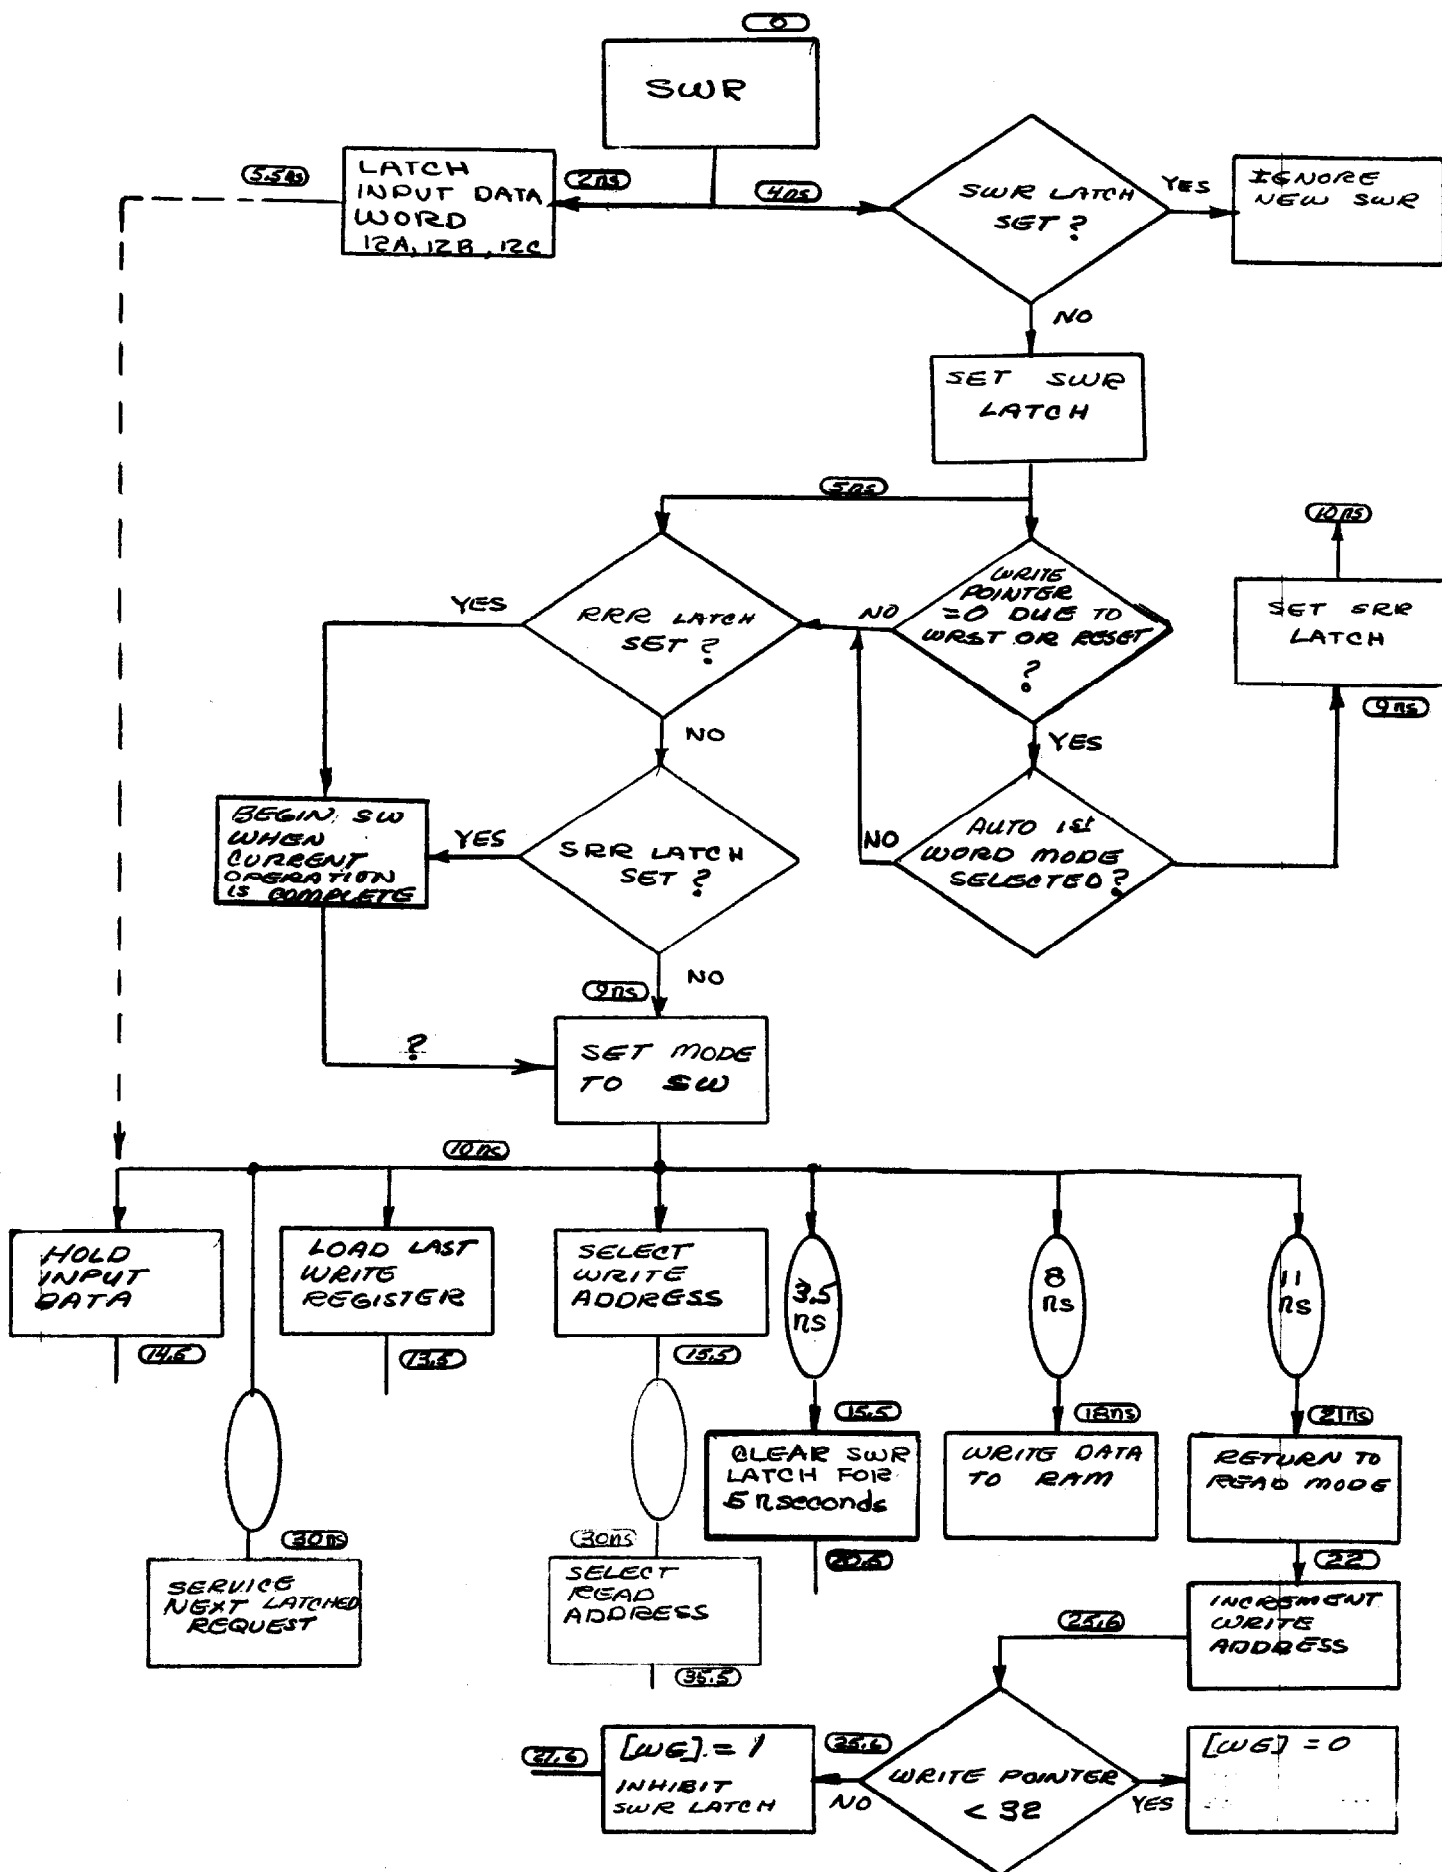 0
SWR
5.5ns
LATCH
INPUT DATA
WORD
12A, 12B, 12C
2ns
4ns
SWR LATCH
SET?
YES
IGNORE
NEW SWR
NO
SET SWR
LATCH
5ns
10ns
WRITE
POINTER
=0 DUE TO
WRST OR RESET
?
NO
RRR LATCH
SET?
YES
SET SRR
LATCH
9ns
NO
YES
BEGIN SW
WHEN
CURRENT
OPERATION
IS COMPLETE
YES
SRR LATCH
SET?
NO
AUTO 1st
WORD MODE
SELECTED?
NO
9ns
?
SET MODE
TO SW
10ns
HOLD
INPUT
DATA
LOAD LAST
WRITE
REGISTER
SELECT
WRITE
ADDRESS
3.5
ns
8
ns
11
ns
14.5
13.5
15.5
15.5
18ns
21ns
CLEAR SWR
LATCH FOR
5 nseconds
WRITE DATA
TO RAM
RETURN TO
READ MODE
30ns
30ns
20.5
22
SERVICE
NEXT LATCHED
REQUEST
SELECT
READ
ADDRESS
INCREMENT
WRITE
ADDRESS
25.6
35.5
27.6
[WE] = 1
INHIBIT
SWR LATCH
25.6
NO
WRITE POINTER
< 32
YES
[WE] = 0